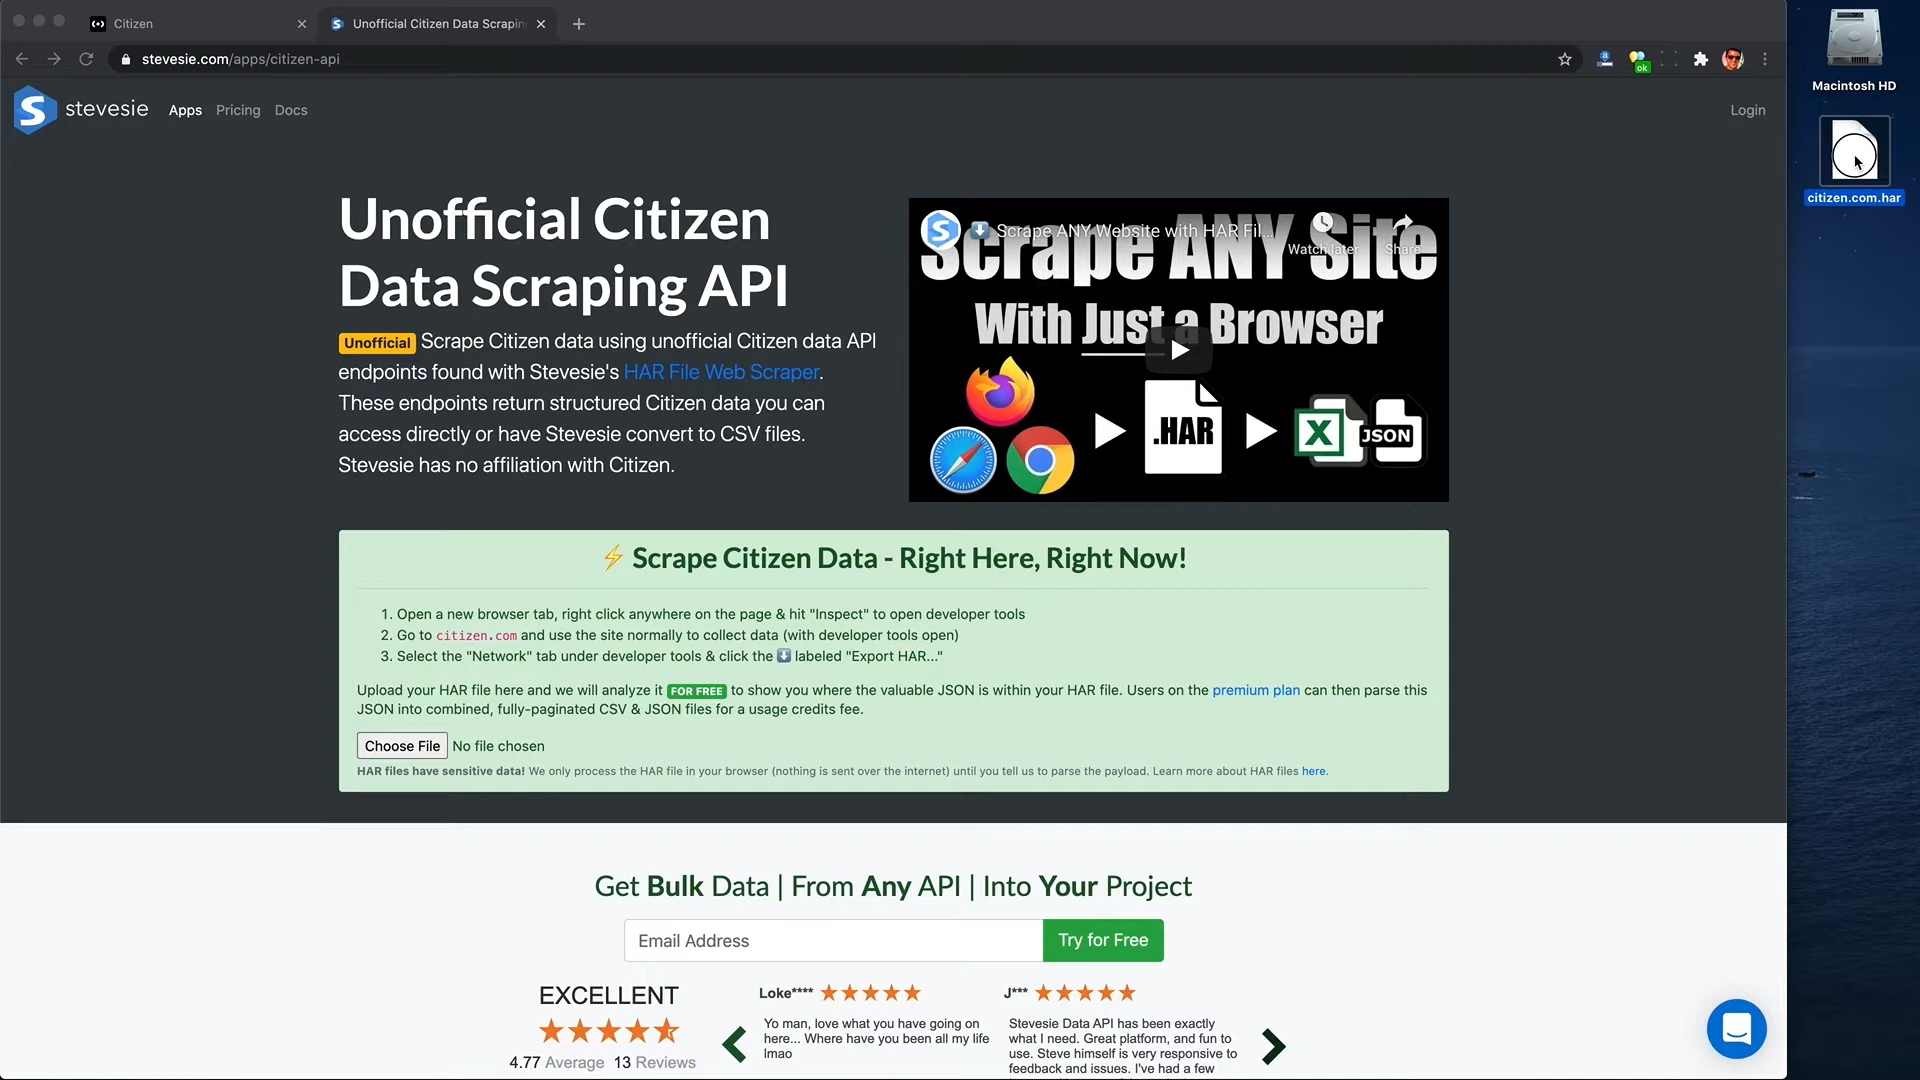 Citizen
Unofficial Citizen Data Scrapin
stevesie.com/apps/citizen-api
ok
stevesie Apps Pricing Docs Login
Macintosh HD
citizen.com.har
Unofficial Citizen
Data Scraping API
Unofficial Scrape Citizen data using unofficial Citizen data API
endpoints found with Stevesie's HAR File Web Scraper.
These endpoints return structured Citizen data you can
access directly or have Stevesie convert to CSV files.
Stevesie has no affiliation with Citizen.
Scrape ANY Website with HAR Fil...
Watch later
Share
Scrape ANY Site
With Just a Browser
.HAR
X
JSON
⚡ Scrape Citizen Data - Right Here, Right Now!
1. Open a new browser tab, right click anywhere on the page & hit "Inspect" to open developer tools
2. Go to citizen.com and use the site normally to collect data (with developer tools open)
3. Select the "Network" tab under developer tools & click the ⬇️ labeled "Export HAR..."
Upload your HAR file here and we will analyze it FOR FREE to show you where the valuable JSON is within your HAR file. Users on the premium plan can then parse this
JSON into combined, fully-paginated CSV & JSON files for a usage credits fee.
Choose File No file chosen
HAR files have sensitive data! We only process the HAR file in your browser (nothing is sent over the internet) until you tell us to parse the payload. Learn more about HAR files here.
Get Bulk Data | From Any API | Into Your Project
Email Address
Try for Free
EXCELLENT
4.77 Average 13 Reviews
Loke**** ★★★★★
Yo man, love what you have going on
here... Where have you been all my life
lmao
J*** ★★★★★
Stevesie Data API has been exactly
what I need. Great platform, and fun to
use. Steve himself is very responsive to
feedback and issues. I've had a few